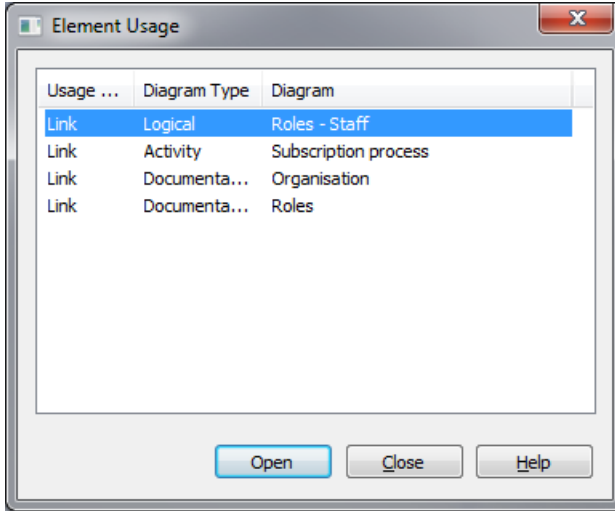 Element Usage
Usage ... Diagram Type Diagram
Link Logical Roles - Staff
Link Activity Subscription process
Link Documenta... Organisation
Link Documenta... Roles
Open Close Help